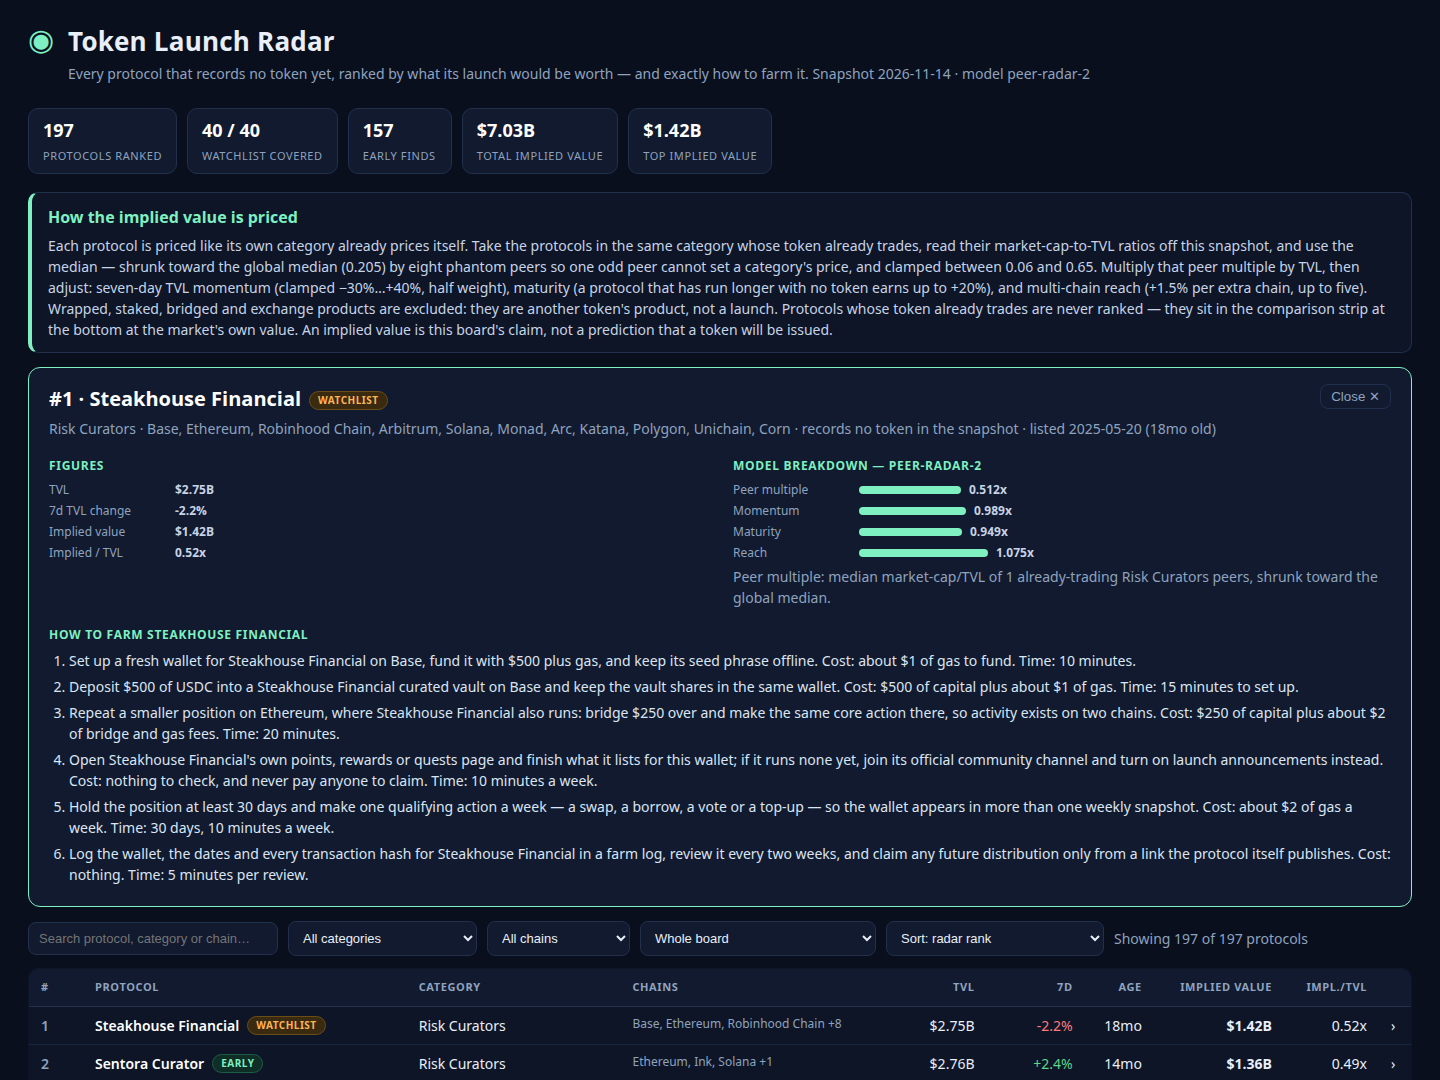 Token Launch Radar
Every protocol that records no token yet, ranked by what its launch would be worth — and exactly how to farm it. Snapshot 2026-11-14 · model peer-radar-2
197
PROTOCOLS RANKED
40 / 40
WATCHLIST COVERED
157
EARLY FINDS
$7.03B
TOTAL IMPLIED VALUE
$1.42B
TOP IMPLIED VALUE
How the implied value is priced
Each protocol is priced like its own category already prices itself. Take the protocols in the same category whose token already trades, read their market-cap-to-TVL ratios off this snapshot, and use the
median — shrunk toward the global median (0.205) by eight phantom peers so one odd peer cannot set a category's price, and clamped between 0.06 and 0.65. Multiply that peer multiple by TVL, then
adjust: seven-day TVL momentum (clamped −30%…+40%, half weight), maturity (a protocol that has run longer with no token earns up to +20%), and multi-chain reach (+1.5% per extra chain, up to five).
Wrapped, staked, bridged and exchange products are excluded: they are another token's product, not a launch. Protocols whose token already trades are never ranked — they sit in the comparison strip at
the bottom at the market's own value. An implied value is this board's claim, not a prediction that a token will be issued.
#1 · Steakhouse Financial WATCHLIST
Close ✕
Risk Curators · Base, Ethereum, Robinhood Chain, Arbitrum, Solana, Monad, Arc, Katana, Polygon, Unichain, Corn · records no token in the snapshot · listed 2025-05-20 (18mo old)
FIGURES
TVL $2.75B
7d TVL change -2.2%
Implied value $1.42B
Implied / TVL 0.52x
MODEL BREAKDOWN — PEER-RADAR-2
Peer multiple 0.512x
Momentum 0.989x
Maturity 0.949x
Reach 1.075x
Peer multiple: median market-cap/TVL of 1 already-trading Risk Curators peers, shrunk toward the
global median.
HOW TO FARM STEAKHOUSE FINANCIAL
1. Set up a fresh wallet for Steakhouse Financial on Base, fund it with $500 plus gas, and keep its seed phrase offline. Cost: about $1 of gas to fund. Time: 10 minutes.
2. Deposit $500 of USDC into a Steakhouse Financial curated vault on Base and keep the vault shares in the same wallet. Cost: $500 of capital plus about $1 of gas. Time: 15 minutes to set up.
3. Repeat a smaller position on Ethereum, where Steakhouse Financial also runs: bridge $250 over and make the same core action there, so activity exists on two chains. Cost: $250 of capital plus about $2
of bridge and gas fees. Time: 20 minutes.
4. Open Steakhouse Financial's own points, rewards or quests page and finish what it lists for this wallet; if it runs none yet, join its official community channel and turn on launch announcements instead.
Cost: nothing to check, and never pay anyone to claim. Time: 10 minutes a week.
5. Hold the position at least 30 days and make one qualifying action a week — a swap, a borrow, a vote or a top-up — so the wallet appears in more than one weekly snapshot. Cost: about $2 of gas a
week. Time: 30 days, 10 minutes a week.
6. Log the wallet, the dates and every transaction hash for Steakhouse Financial in a farm log, review it every two weeks, and claim any future distribution only from a link the protocol itself publishes. Cost:
nothing. Time: 5 minutes per review.
Search protocol, category or chain…
All categories
All chains
Whole board
Sort: radar rank
Showing 197 of 197 protocols
# PROTOCOL CATEGORY CHAINS TVL 7D AGE IMPLIED VALUE IMPL./TVL
1 Steakhouse Financial WATCHLIST Risk Curators Base, Ethereum, Robinhood Chain +8 $2.75B -2.2% 18mo $1.42B 0.52x ›
2 Sentora Curator EARLY Risk Curators Ethereum, Ink, Solana +1 $2.76B +2.4% 14mo $1.36B 0.49x ›